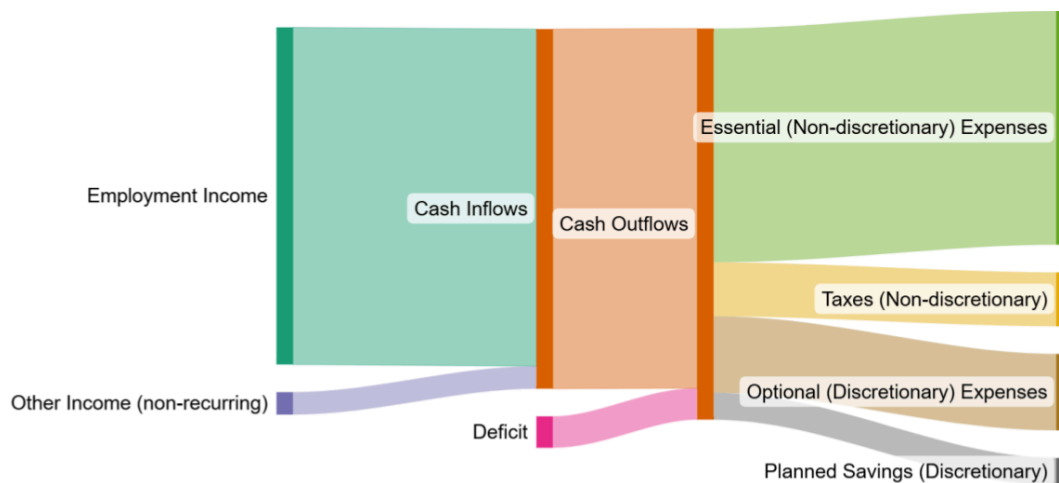 Employment Income
Other Income (non-recurring)
Cash Inflows
Deficit
Cash Outflows
Essential (Non-discretionary) Expenses
Taxes (Non-discretionary)
Optional (Discretionary) Expenses
Planned Savings (Discretionary)